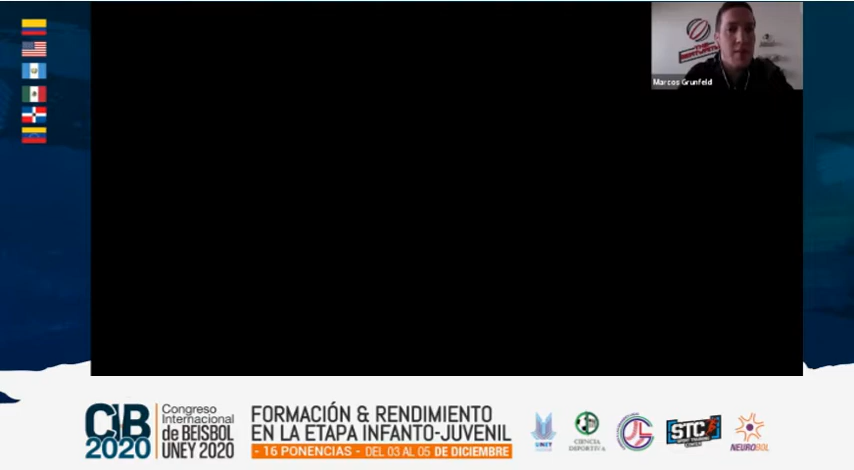 Marcos Grunfeld
CIB
2020
Congreso
Internacional
de BEISBOL
UNEY 2020
FORMACIÓN & RENDIMIENTO
EN LA ETAPA INFANTO-JUVENIL
- 16 PONENCIAS - DEL 03 AL 05 DE DICIEMBRE
UNEY
CIENCIA
DEPORTIVA
STC
NEUROBOL